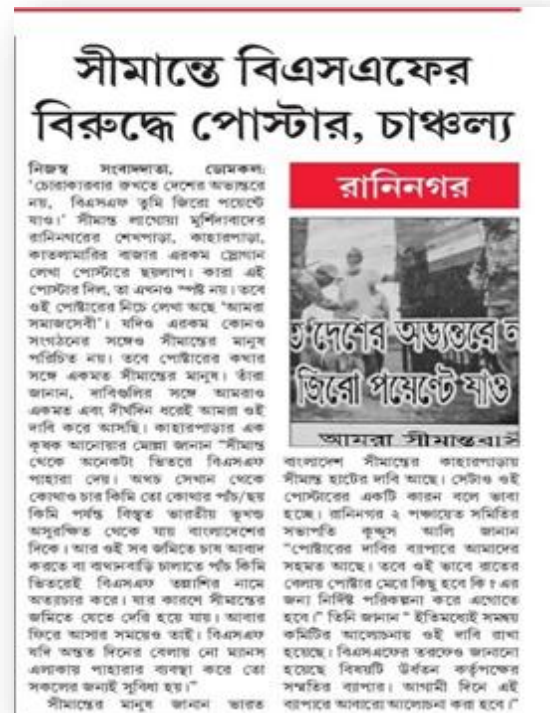 সীমান্তে বিএসএফের
বিরুদ্ধে পোস্টার, চাঞ্চল্য
নিজস্ব সংবাদদাতা, ডোমকল:
'চোরাকারবার রুখতে দেশের অভ্যন্তরে
নয়, বিএসএফ তুমি জিরো পয়েন্টে
যাও।' সীমান্ত লাগোয়া মুর্শিদাবাদের
রানিনগরের শেখপাড়া, কাহারপাড়া,
কাতলামারির বাজার এরকম স্লোগান
লেখা পোস্টারে ছয়লাপ। কারা এই
পোস্টার দিল, তা এখনও স্পষ্ট নয়। তবে
ওই পোষ্টারের নিচে লেখা অছে 'আমরা
সমাজসেবী'। যদিও এরকম কোনও
সংগঠনের সঙ্গেও সীমান্তের মানুষ
পরিচিত নয়। তবে পোষ্টারের কথার
সঙ্গে একমত সীমান্তের মানুষ। তাঁরা
জানান, দাবিগুলির সঙ্গে আমরাও
একমত এবং দীর্ঘদিন ধরেই আমরা ওই
দাবি করে আসছি। কাহারপাড়ার এক
কৃষক আনোয়ার মোল্লা জানান "সীমান্ত
থেকে অনেকটা ভিতরে বিএসএফ
পাহারা দেয়। অথচ সেখান থেকে
কোথাও চার কিমি তো কোথার পাঁচ/ছয়
কিমি পর্যন্ত বিস্তৃত ভারতীয় ভূখণ্ড
অসুরক্ষিত থেকে যায় বাংলাদেশের
দিকে। আর ওই সব জমিতে চাষ আবাদ
করতে বা বাথানবাড়ি চালাতে পাঁচ কিমি
ভিতরেই বিএসএফ তল্লাশির নামে
অত্যচার করে। যার কারণে সীমান্তের
জমিতে যেতে দেরি হয়ে যায়। আবার
ফিরে আসার সময়েও তাই। বিএসএফ
যদি অন্তত দিনের বেলায় নো ম্যানস
এলাকায় পাহারার ব্যবস্থা করে তো
সকলের জন্যই সুবিধা হয়।"
সীমান্তের মানুষ জানান ভারত
রানিনগর
দেশের অভ্যন্তরে ন
জিরো পয়েন্টে যাও
আমরা সীমান্তবাসী
বাংলাদেশ সীমান্তের কাহারপাড়ায়
সীমান্ত হাটের দাবি আছে। সেটাও ওই
পোস্টারের একটি কারন বলে ভাবা
হচ্ছে। রানিনগর ২ পঞ্চায়েত সমিতির
সভাপতি কুদ্দুস আলি জানান
"পোষ্টারের দাবির ব্যাপারে আমাদের
সহমত আছে। তবে ওই ভাবে রাতের
বেলায় পোষ্টার মেরে কিছু হবে কি? এর
জন্য নির্দিষ্ট পরিকল্পনা করে এগোতে
হবে।" তিনি জানান " ইতিমধ্যেই সমন্বয়
কমিটির আলোচনায় ওই দাবি রাখা
হয়েছে। বিএসএফের তরফেও জানানো
হয়েছে বিষয়টি উর্ধতন কর্তৃপক্ষের
সম্মতির ব্যাপার। আগামী দিনে এই
ব্যাপারে আবারো আলোচনা করা হবে।"